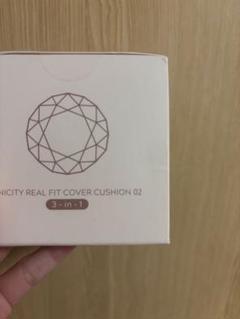 NICITY REAL FIT COVER CUSHION 02
3 - in - 1